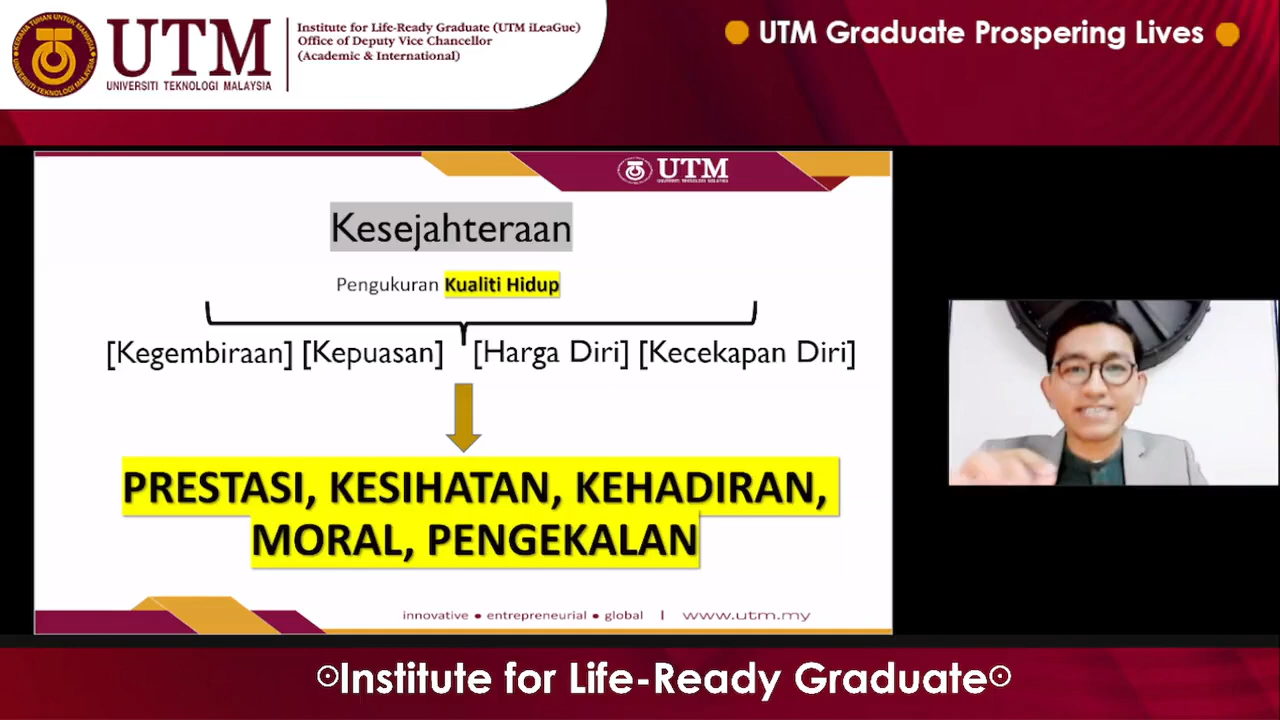 UTM
UNIVERSITI TEKNOLOGI MALAYSIA
Institute for Life-Ready Graduate (UTM iLeaGue)
Office of Deputy Vice Chancellor
(Academic & International)
UTM Graduate Prospering Lives
UTM
Kesejahteraan
Pengukuran Kualiti Hidup
[Kegembiraan] [Kepuasan] [Harga Diri] [Kecekapan Diri]
PRESTASI, KESIHATAN, KEHADIRAN,
MORAL, PENGEKALAN
innovative ● entrepreneurial ● global | www.utm.my
Institute for Life-Ready Graduate